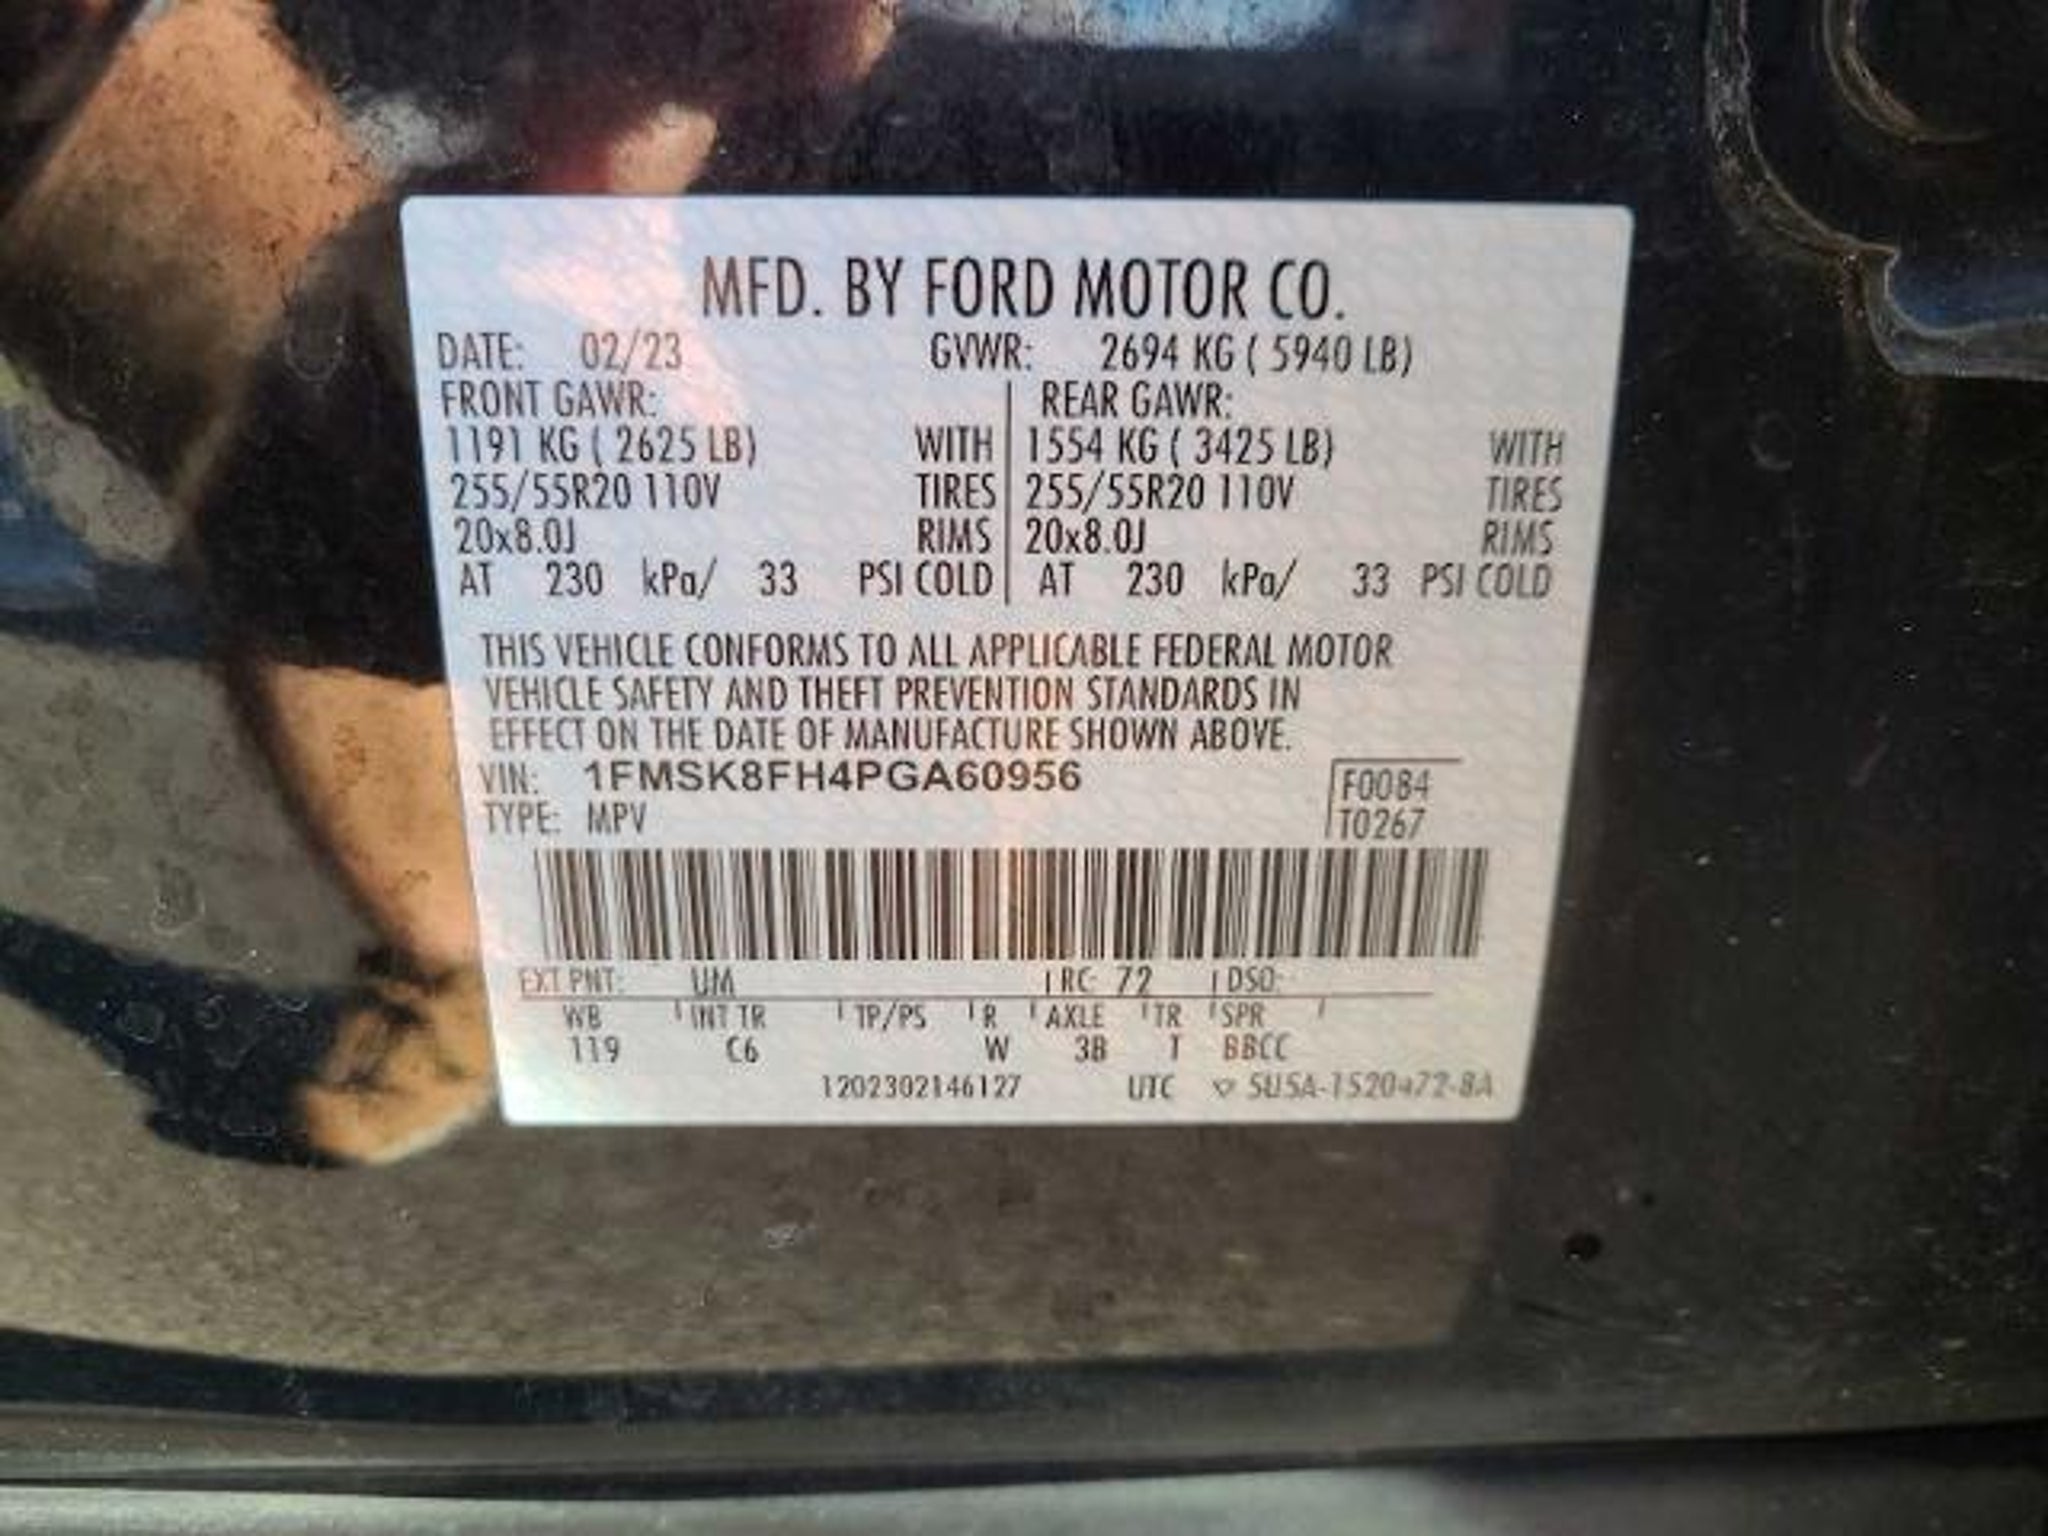 MFD. BY FORD MOTOR CO.
DATE: 02/23 GVWR: 2694 KG ( 5940 LB)
FRONT GAWR: REAR GAWR:
1191 KG ( 2625 LB) WITH 1554 KG ( 3425 LB) WITH
255/55R20 110V TIRES 255/55R20 110V TIRES
20x8.0J RIMS 20x8.0J RIMS
AT 230 kPa/ 33 PSI COLD AT 230 kPa/ 33 PSI COLD
THIS VEHICLE CONFORMS TO ALL APPLICABLE FEDERAL MOTOR
VEHICLE SAFETY AND THEFT PREVENTION STANDARDS IN
EFFECT ON THE DATE OF MANUFACTURE SHOWN ABOVE.
VIN: 1FMSK8FH4PGA60956 F0084
TYPE: MPV T0267
EXT PNT: UM RC: 72 DSO:
WB INT TR TP/PS R AXLE TR SPR
119 C6 W 3B T BBCC
1202302146127 UTC 5U5A-1520472-BA